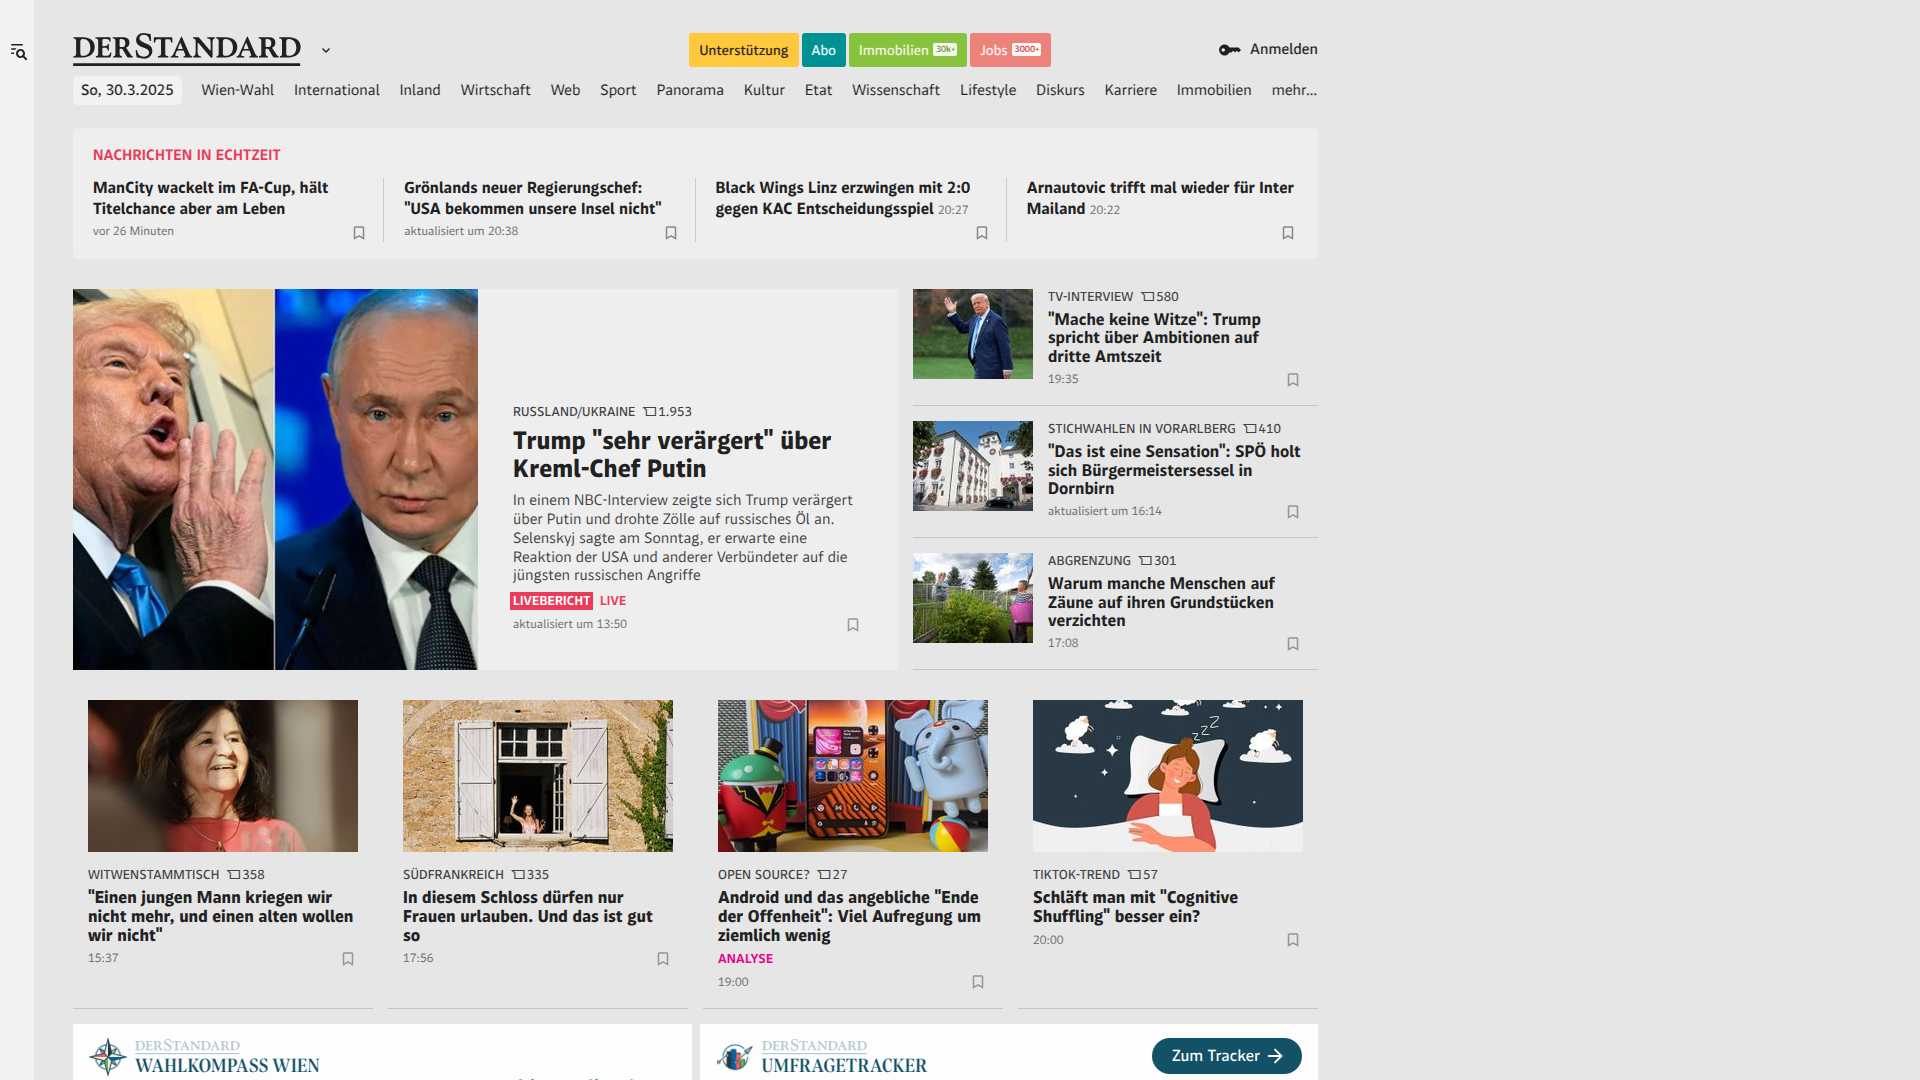 DERSTANDARD
Unterstützung
Abo
Immobilien 30k+
Jobs 3000+
Anmelden
So, 30.3.2025
Wien-Wahl
International
Inland
Wirtschaft
Web
Sport
Panorama
Kultur
Etat
Wissenschaft
Lifestyle
Diskurs
Karriere
Immobilien
mehr...
NACHRICHTEN IN ECHTZEIT
ManCity wackelt im FA-Cup, hält
Titelchance aber am Leben
vor 26 Minuten
Grönlands neuer Regierungschef:
"USA bekommen unsere Insel nicht"
aktualisiert um 20:38
Black Wings Linz erzwingen mit 2:0
gegen KAC Entscheidungsspiel 20:27
Arnautovic trifft mal wieder für Inter
Mailand 20:22
RUSSLAND/UKRAINE 1.953
Trump "sehr verärgert" über
Kreml-Chef Putin
In einem NBC-Interview zeigte sich Trump verärgert
über Putin und drohte Zölle auf russisches Öl an.
Selenskyj sagte am Sonntag, er erwarte eine
Reaktion der USA und anderer Verbündeter auf die
jüngsten russischen Angriffe
LIVEBERICHT LIVE
aktualisiert um 13:50
TV-INTERVIEW 580
"Mache keine Witze": Trump
spricht über Ambitionen auf
dritte Amtszeit
19:35
STICHWAHLEN IN VORARLBERG 410
"Das ist eine Sensation": SPÖ holt
sich Bürgermeistersessel in
Dornbirn
aktualisiert um 16:14
ABGRENZUNG 301
Warum manche Menschen auf
Zäune auf ihren Grundstücken
verzichten
17:08
WITWENSTAMMTISCH 358
"Einen jungen Mann kriegen wir
nicht mehr, und einen alten wollen
wir nicht"
15:37
SÜDFRANKREICH 335
In diesem Schloss dürfen nur
Frauen urlauben. Und das ist gut
so
17:56
OPEN SOURCE? 27
Android und das angebliche "Ende
der Offenheit": Viel Aufregung um
ziemlich wenig
ANALYSE
19:00
zzZ
TIKTOK-TREND 57
Schläft man mit "Cognitive
Shuffling" besser ein?
20:00
DERSTANDARD
WAHLKOMPASS WIEN
DERSTANDARD
UMFRAGETRACKER
Zum Tracker →